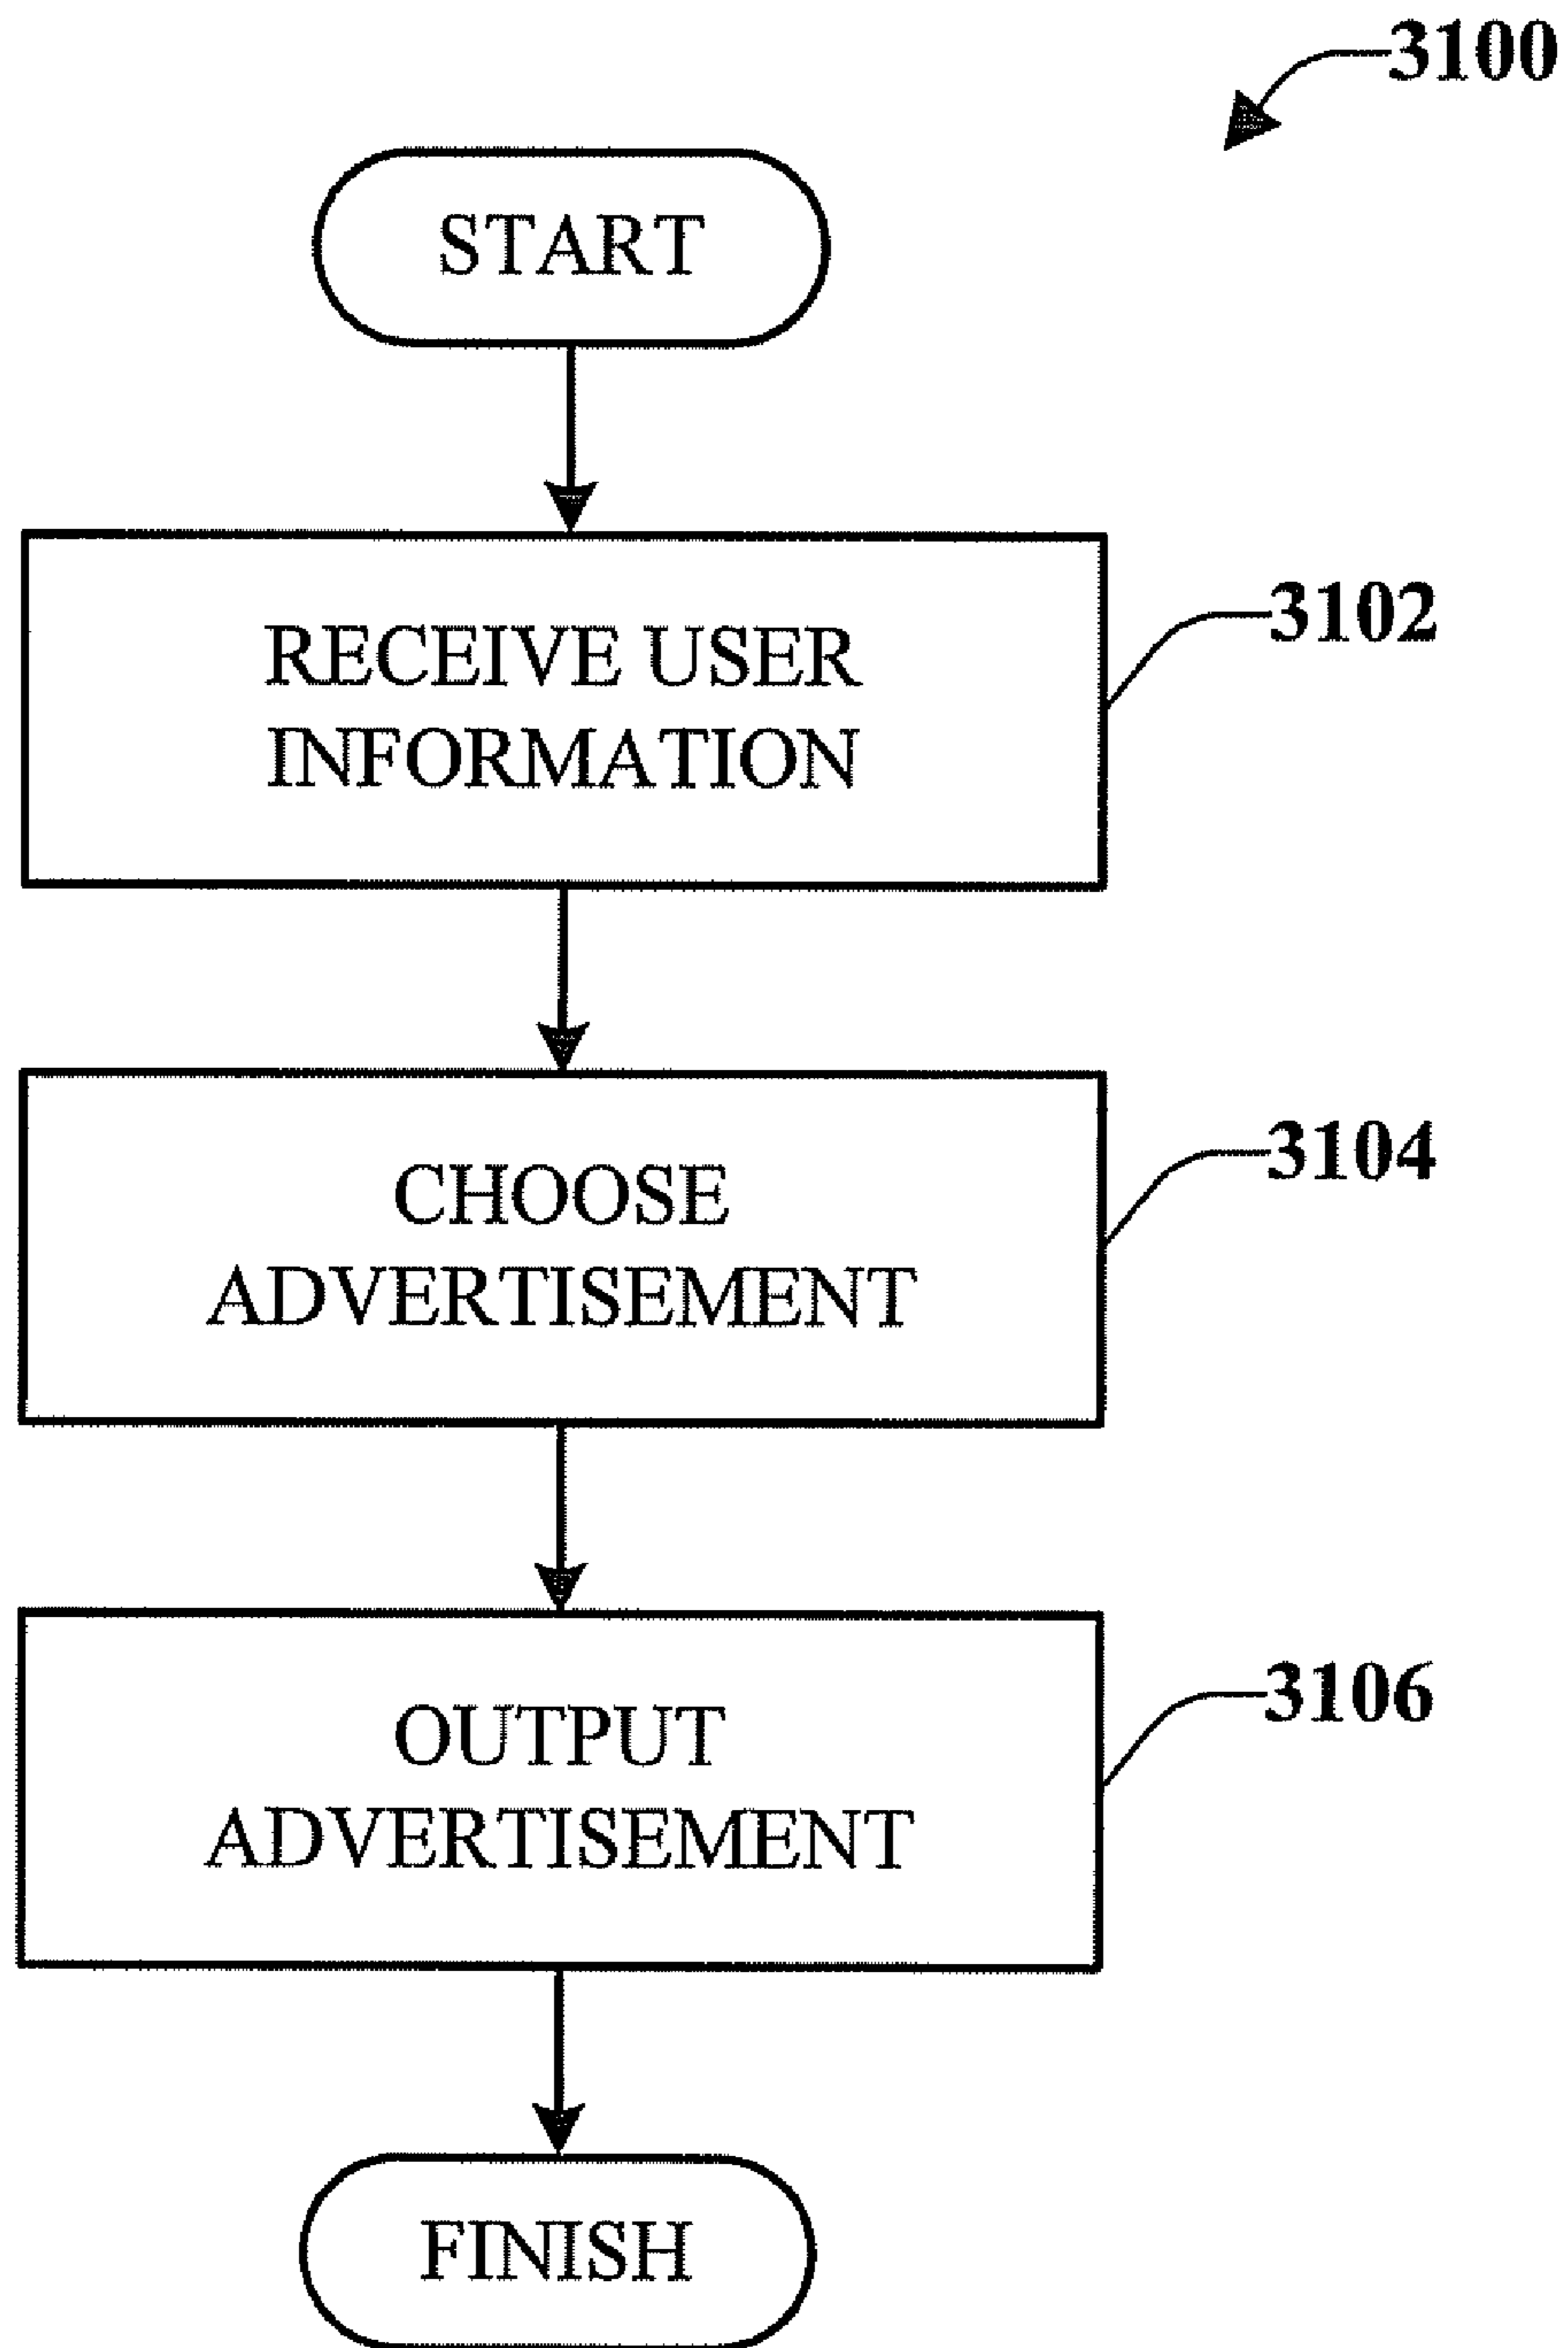 3100
START
RECEIVE USER
INFORMATION
3102
CHOOSE
ADVERTISEMENT
3104
OUTPUT
ADVERTISEMENT
3106
FINISH